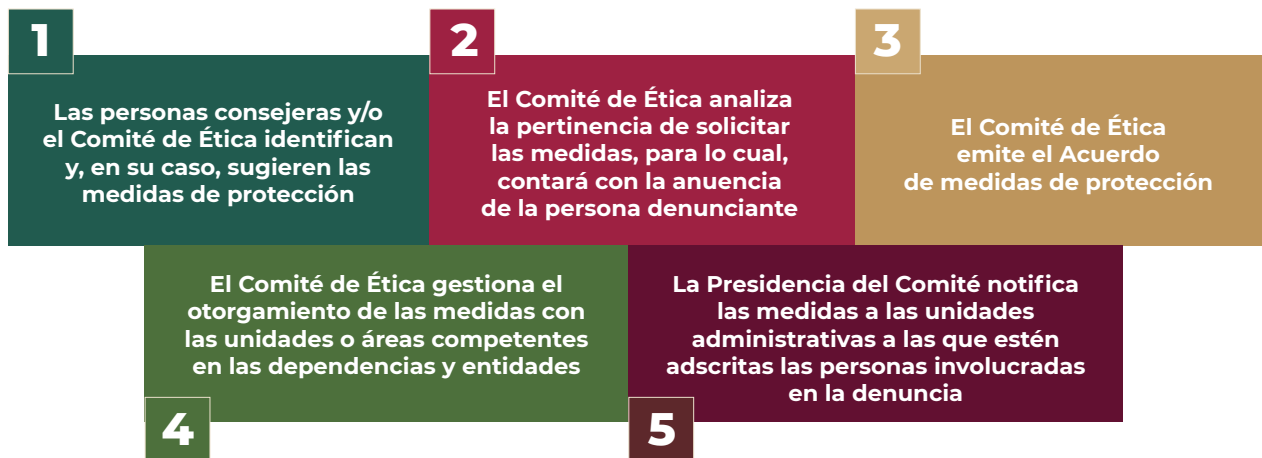 1
Las personas consejeras y/o
el Comité de Ética identifican
y, en su caso, sugieren las
medidas de protección
2
El Comité de Ética analiza
la pertinencia de solicitar
las medidas, para lo cual,
contará con la anuencia
de la persona denunciante
3
El Comité de Ética
emite el Acuerdo
de medidas de protección
El Comité de Ética gestiona el
otorgamiento de las medidas con
las unidades o áreas competentes
en las dependencias y entidades
4
La Presidencia del Comité notifica
las medidas a las unidades
administrativas a las que estén
adscritas las personas involucradas
en la denuncia
5